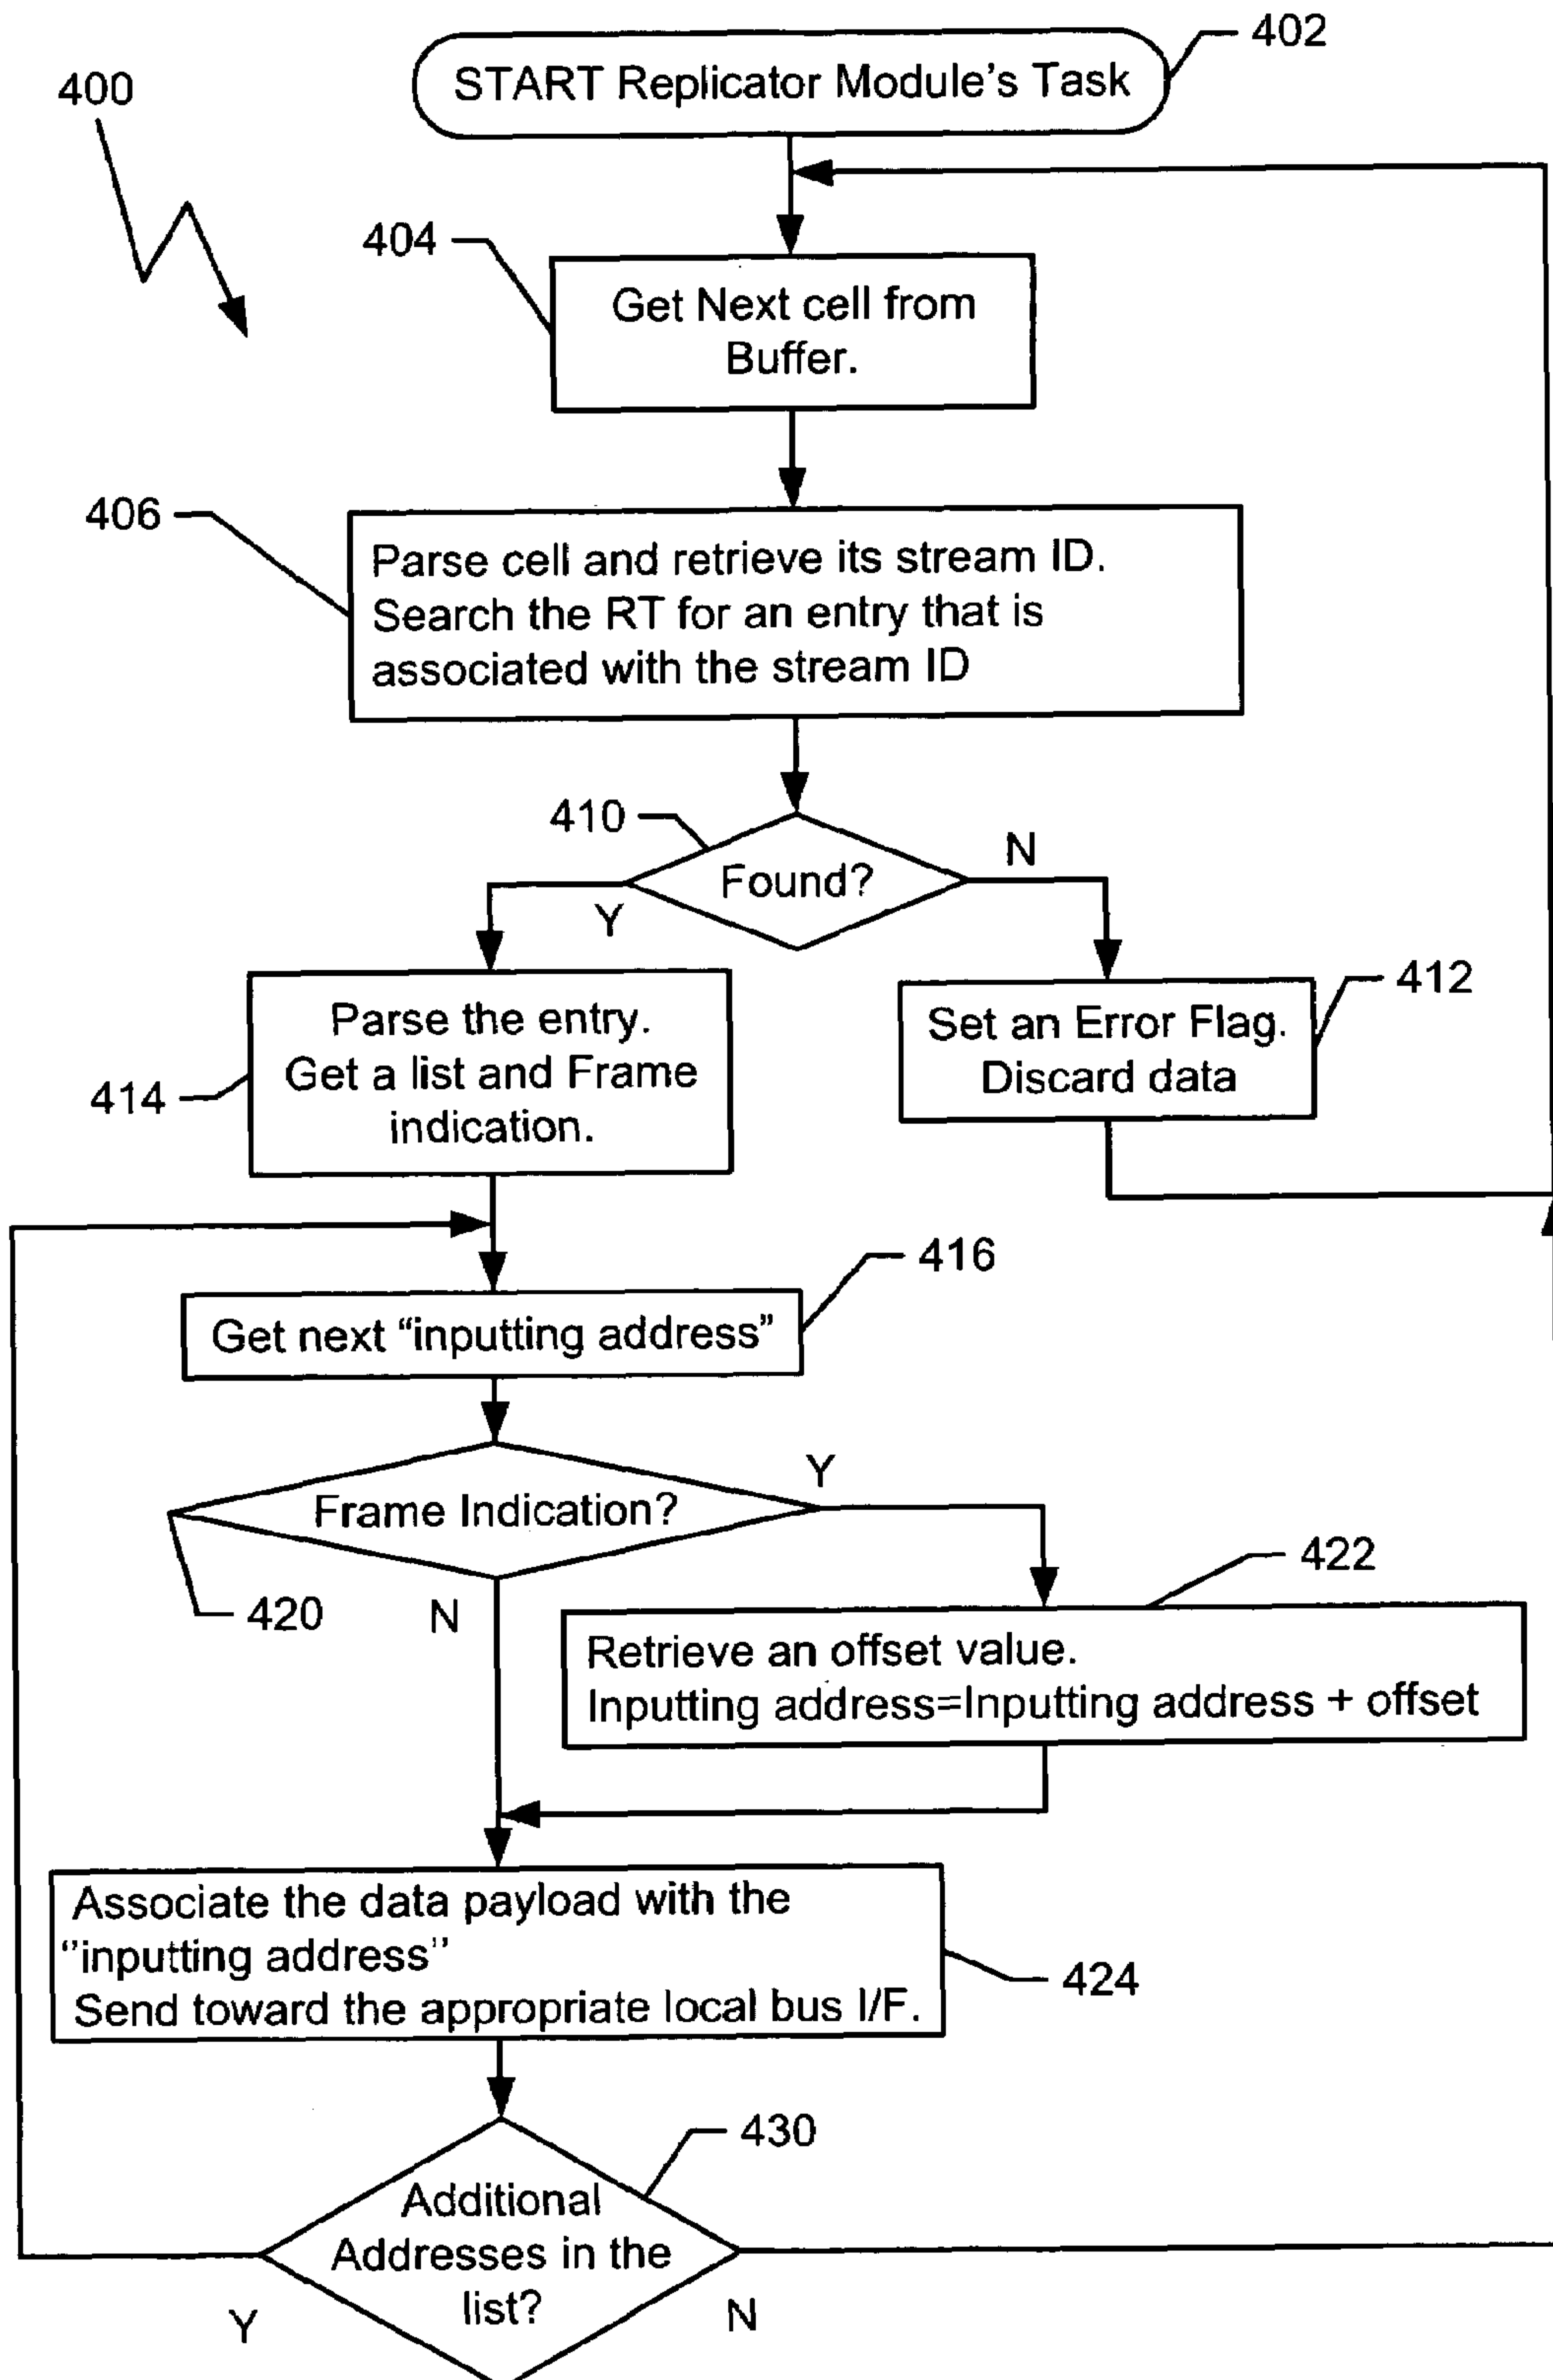 402
START Replicator Module's Task
400
404
Get Next cell from
Buffer.
406
Parse cell and retrieve its stream ID.
Search the RT for an entry that is
associated with the stream ID
410
Found?
N
Y
412
Parse the entry.
Get a list and Frame
indication.
414
Set an Error Flag.
Discard data
416
Get next “inputting address”
Y
Frame Indication?
420
N
422
Retrieve an offset value.
Inputting address=Inputting address + offset
Associate the data payload with the
“inputting address”
Send toward the appropriate local bus I/F.
424
430
Additional
Addresses in the
list?
Y
N